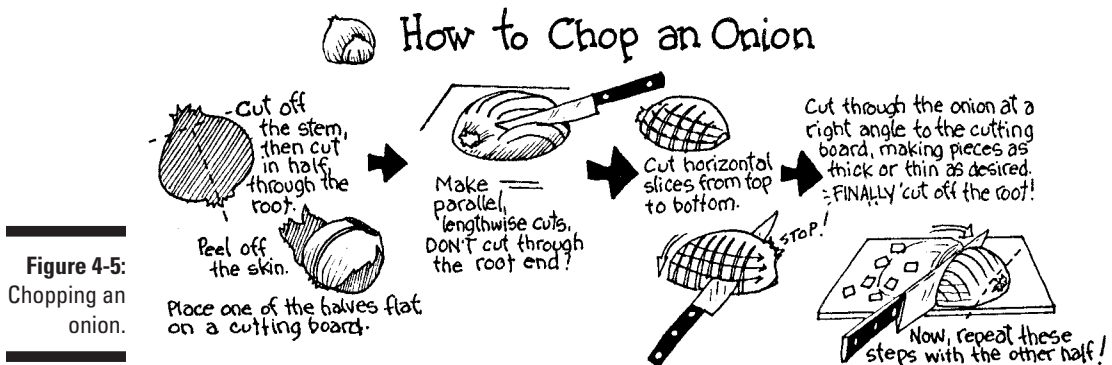 How to Chop an Onion
Cut off
the stem,
then cut
in half
through the
root.
Peel off
the skin.
Place one of the halves flat
on a cutting board.
Make
parallel,
lengthwise cuts.
DON'T cut through
the root end!
Cut horizontal
slices from top
to bottom.
STOP!
Cut through the onion at a
right angle to the cutting
board, making pieces as
thick or thin as desired.
FINALLY cut off the root!
Now, repeat these
steps with the other half!
Figure 4-5:
Chopping an
onion.